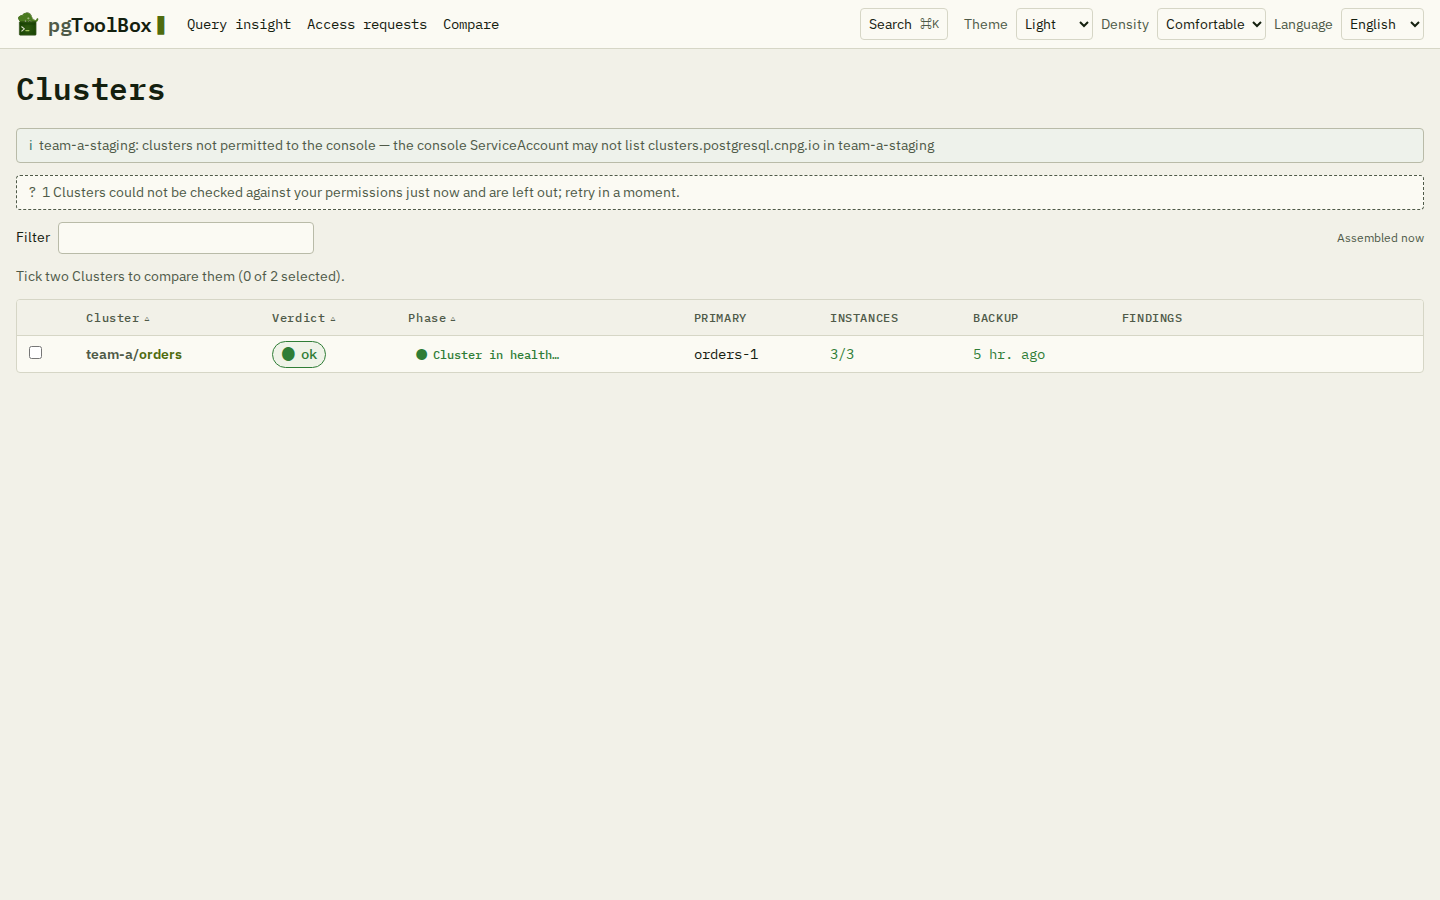 pgToolBox Query insight Access requests Compare Search ⌘K Theme Light Density Comfortable Language English
Clusters
i team-a-staging: clusters not permitted to the console — the console ServiceAccount may not list clusters.postgresql.cnpg.io in team-a-staging
? 1 Clusters could not be checked against your permissions just now and are left out; retry in a moment.
Filter Assembled now
Tick two Clusters to compare them (0 of 2 selected).
Cluster Verdict Phase PRIMARY INSTANCES BACKUP FINDINGS
team-a/orders ok Cluster in health… orders-1 3/3 5 hr. ago